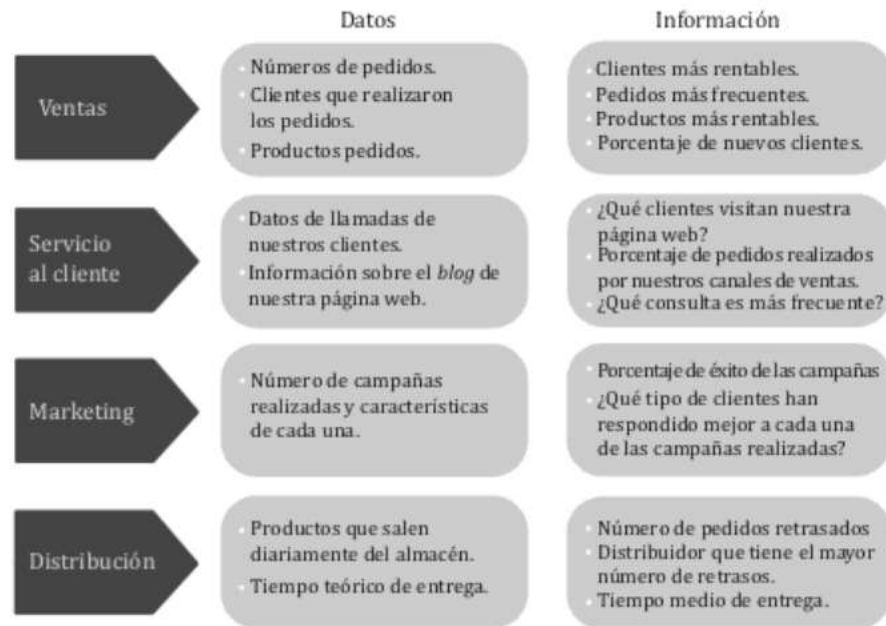 Datos
Información
Ventas
• Números de pedidos.
• Clientes que realizaron
los pedidos.
• Productos pedidos.
• Clientes más rentables.
• Pedidos más frecuentes.
• Productos más rentables.
• Porcentaje de nuevos clientes.
Servicio
al cliente
• Datos de llamadas de
nuestros clientes.
• Información sobre el blog de
nuestra página web.
• ¿Qué clientes visitan nuestra
página web?
• Porcentaje de pedidos realizados
por nuestros canales de ventas.
• ¿Qué consulta es más frecuente?
Marketing
• Número de campañas
realizadas y características
de cada una.
• Porcentaje de éxito de las campañas
• ¿Qué tipo de clientes han
respondido mejor a cada una
de las campañas realizadas?
Distribución
• Productos que salen
diariamente del almacén.
• Tiempo teórico de entrega.
• Número de pedidos retrasados
• Distribuidor que tiene el mayor
número de retrasos.
• Tiempo medio de entrega.